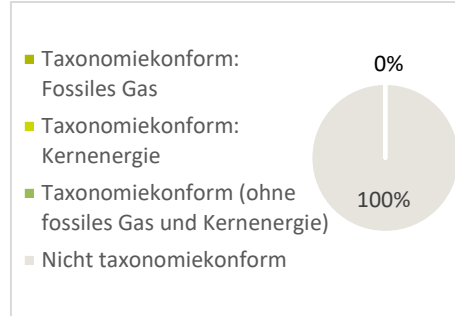 Taxonomiekonform:
Fossiles Gas
Taxonomiekonform:
Kernenergie
Taxonomiekonform (ohne
fossiles Gas und Kernenergie)
Nicht taxonomiekonform
0%
100%